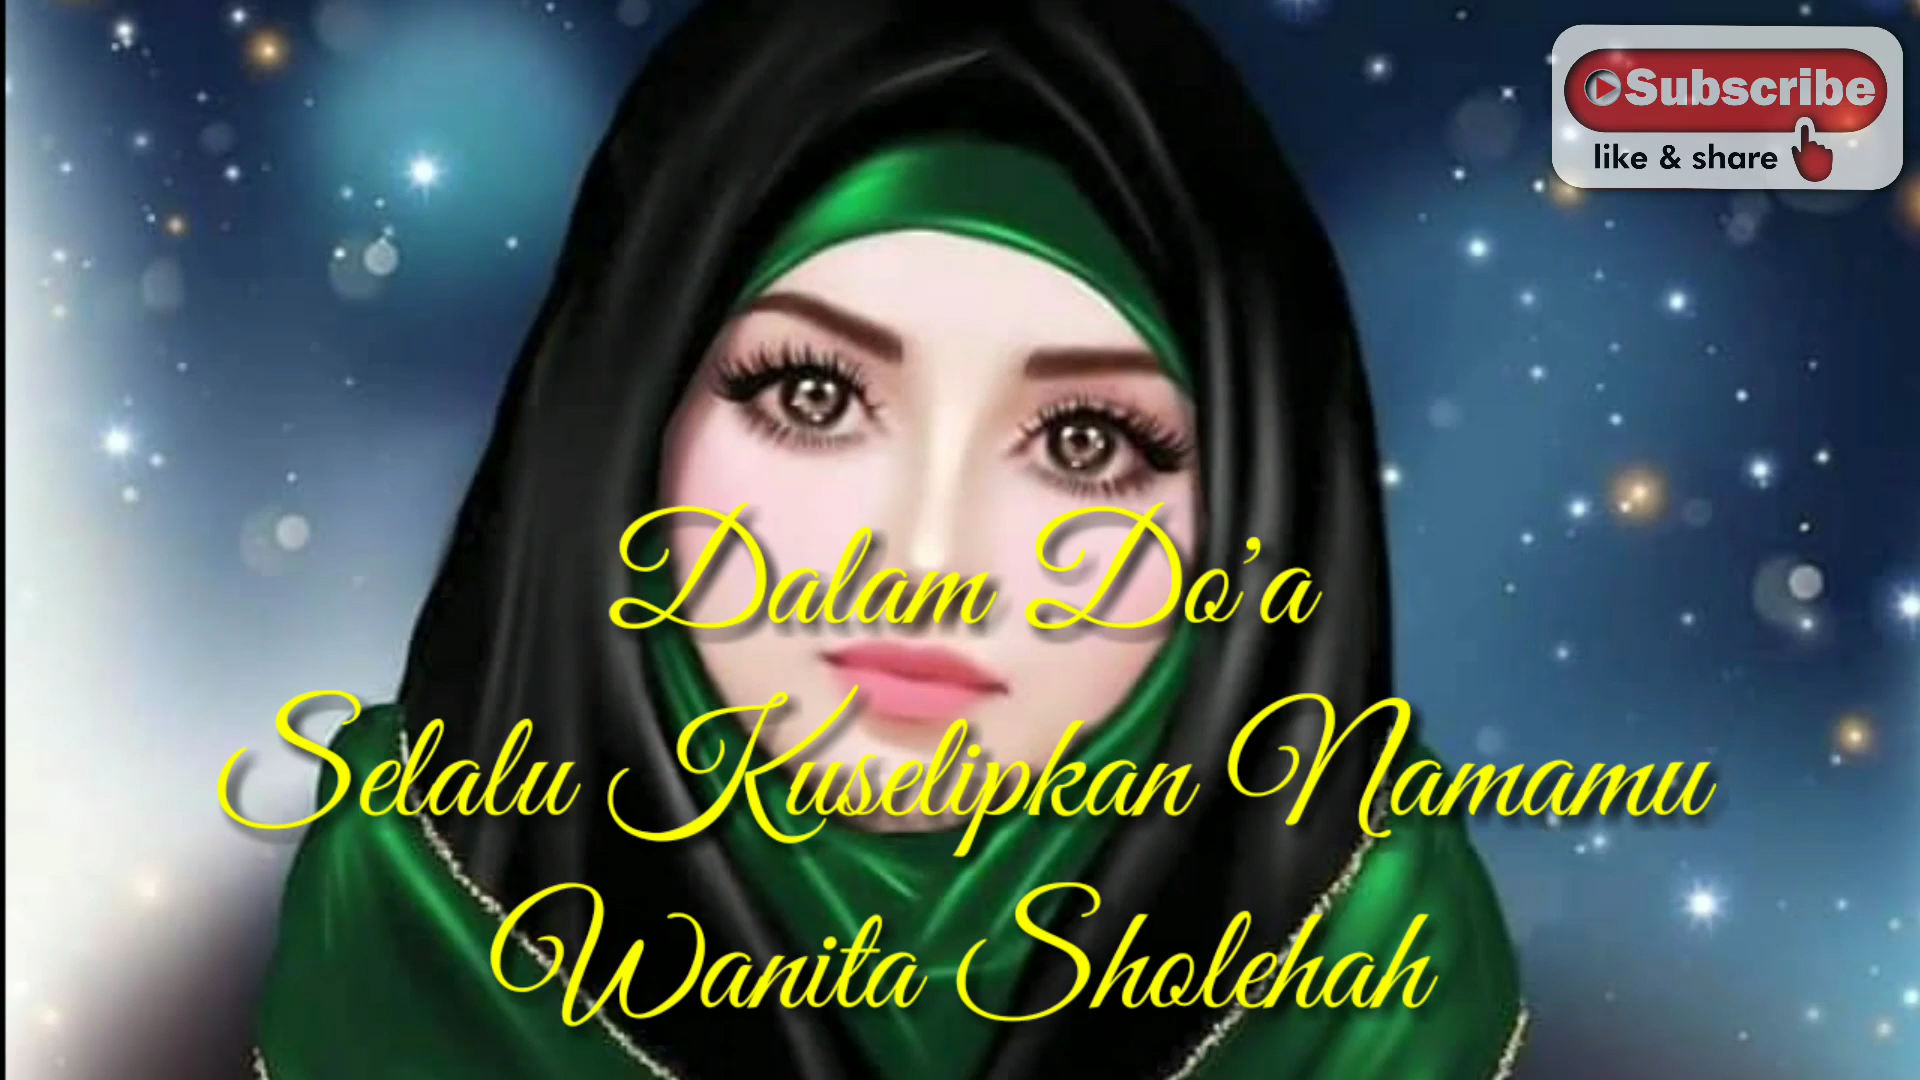 Subscribe
like & share
Dalam Do'a
Selalu Kuselipkan Namamu
Wanita Sholehah